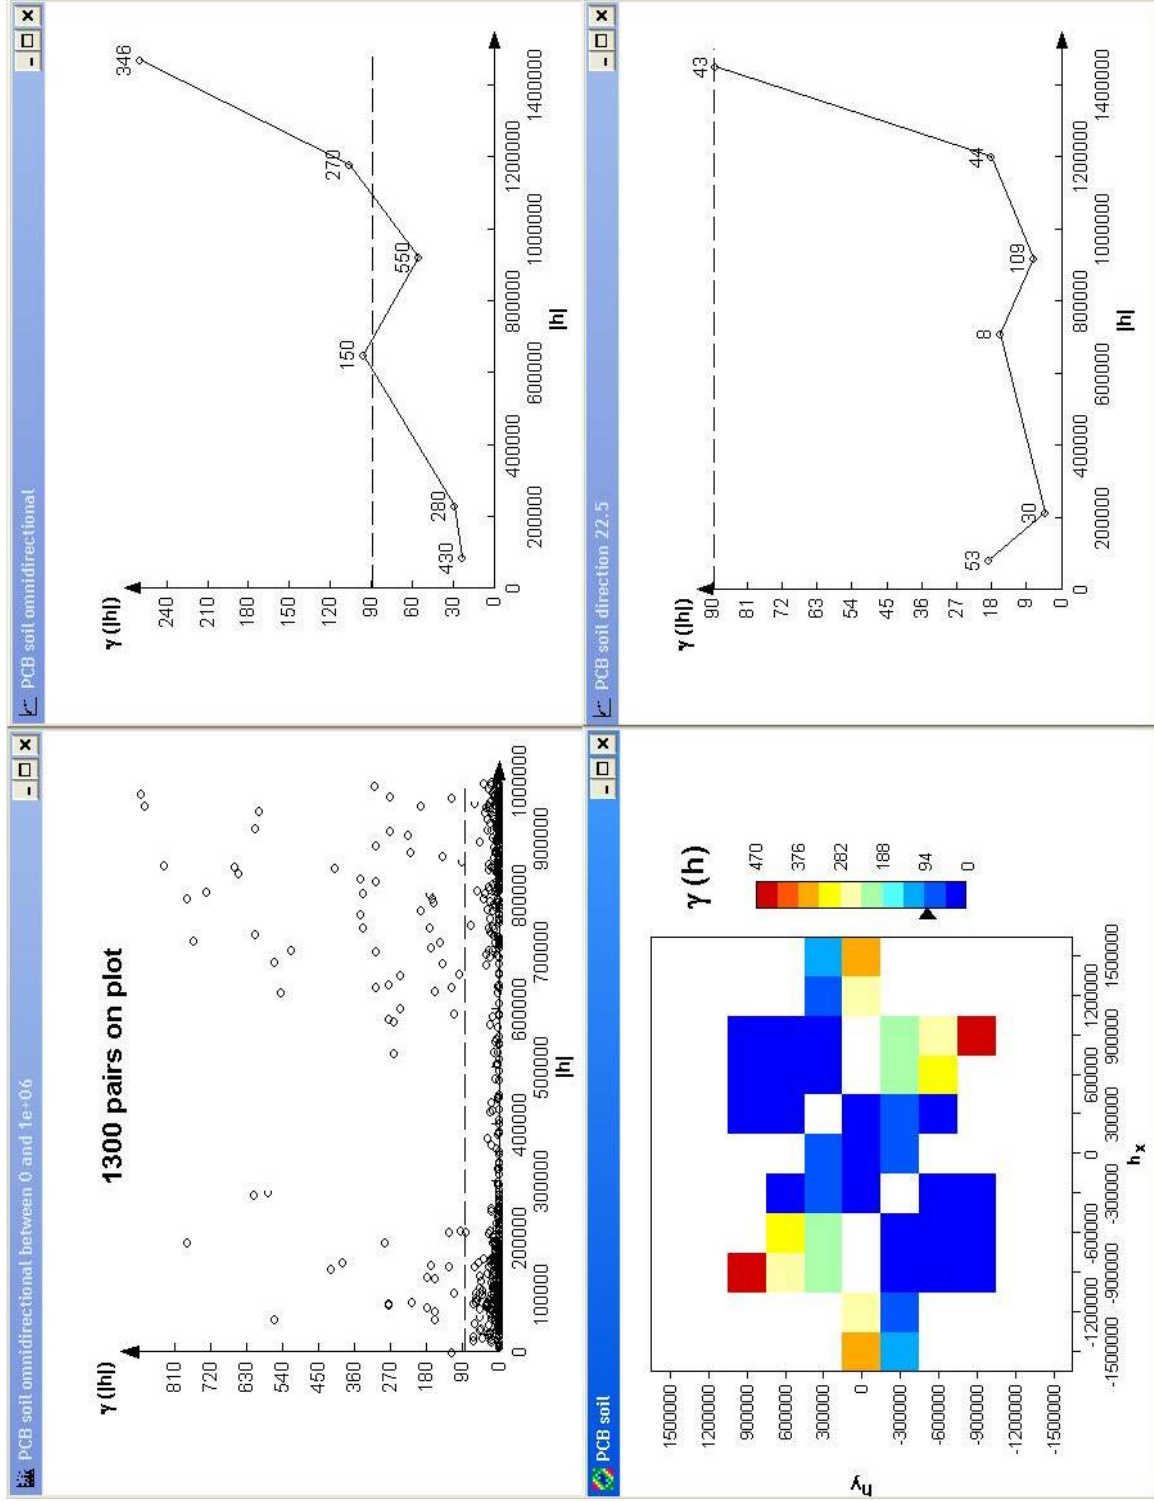 PCB soil omnidirectional between 0 and 1e+06
γ (|h|)
1300 pairs on plot
810
720
630
540
450
360
270
180
90
0
0 100000 200000 300000 400000 500000 600000 700000 800000 900000 1000000
|h|
PCB soil omnidirectional
γ (|h|)
240
210
180
150
120
90
60
30
0
430 280 150 550 270 346
0 200000 400000 600000 800000 1000000 1200000 1400000
|h|
PCB soil
1500000
1200000
900000
600000
300000
0
-300000
-600000
-900000
-1200000
-1500000
hy
-1500000 -1200000 -900000 -600000 -300000 0 300000 600000 900000 1200000 1500000
hx
γ (h)
470
376
282
188
94
0
PCB soil direction 22.5
γ (|h|)
90
81
72
63
54
45
36
27
18
9
0
53 30 8 109 44 43
0 200000 400000 600000 800000 1000000 1200000 1400000
|h|